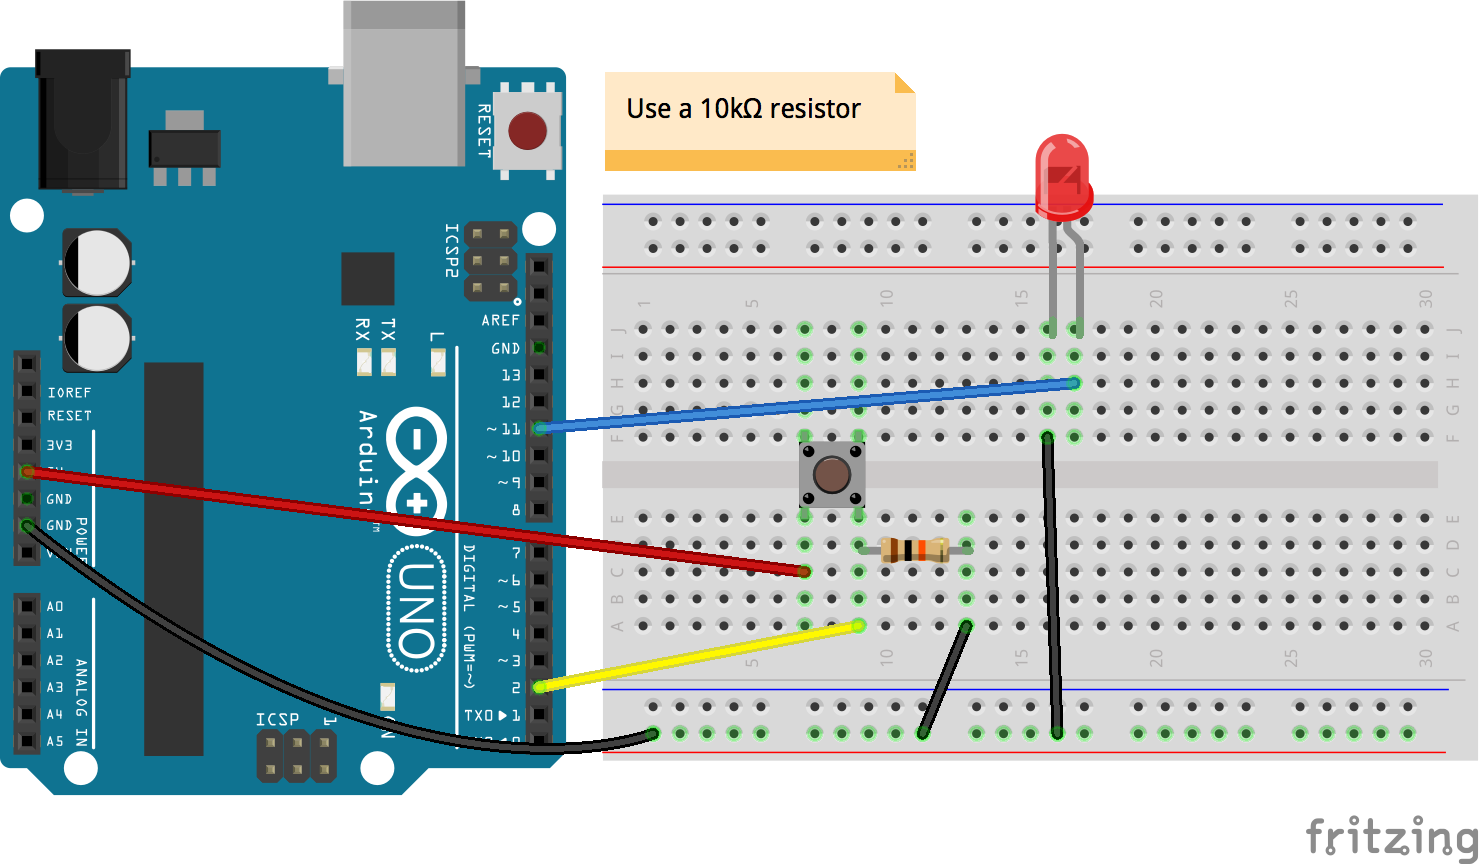 Use a 10kΩ resistor
RESET
ICSP2
AREF
GND
RX
TX
L
13
12
~11
~10
~9
8
IOREF
RESET
3V3
GND
GND
POWER
Arduino
TM
UNO
DIGITAL (PWM=~)
7
~6
~5
4
~3
2
TX0▶1
A0
A1
A2
A3
A4
A5
ANALOG IN
ICSP
1
1 5 10 15 20 25 30
J J
I I
H H
G G
F F
E E
D D
C C
B B
A A
5 10 15 20 25 30
fritzing